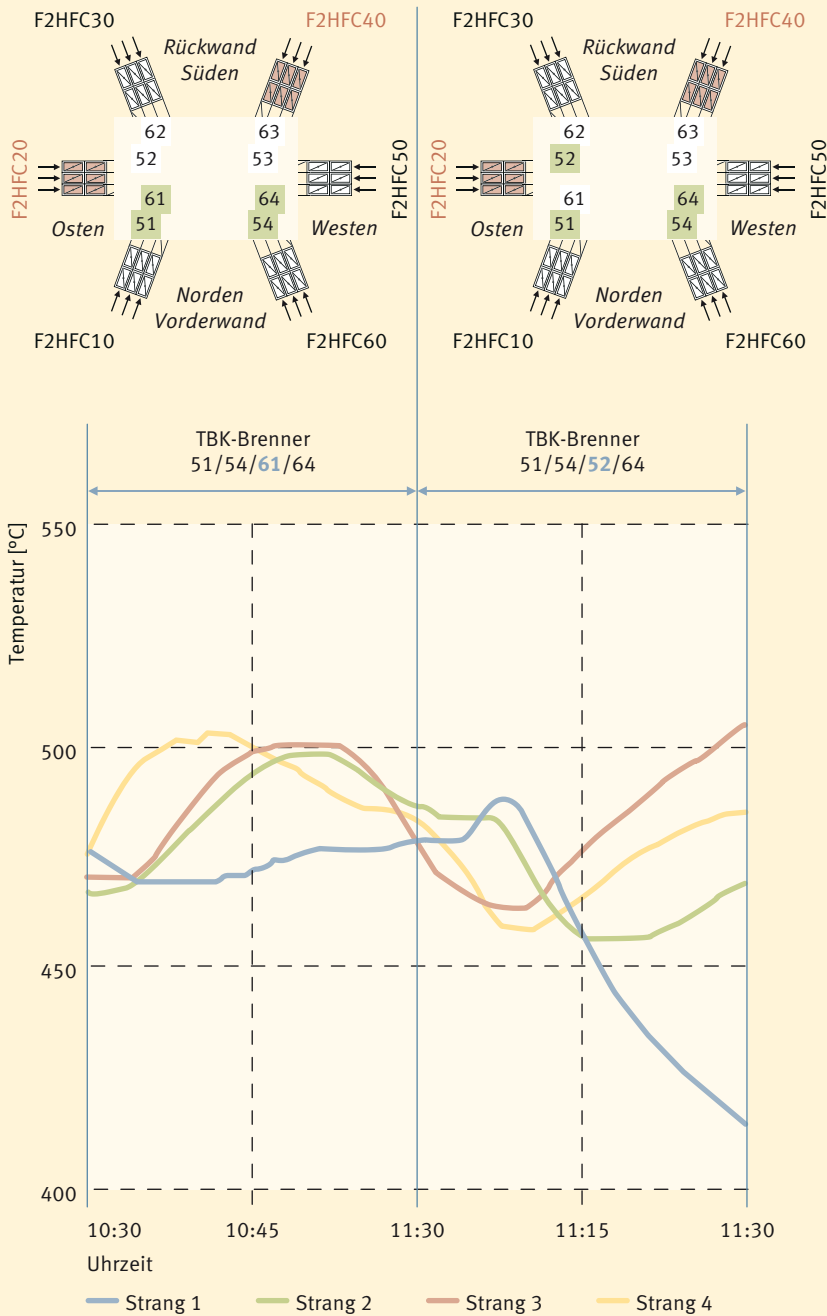 F2HFC30
F2HFC40
Rückwand
Süden
62
63
52
53
F2HFC20
F2HFC50
61
64
51
54
Osten
Westen
Norden
Vorderwand
F2HFC10
F2HFC60
F2HFC30
F2HFC40
Rückwand
Süden
62
63
52
53
F2HFC20
F2HFC50
61
64
51
54
Osten
Westen
Norden
Vorderwand
F2HFC10
F2HFC60
TBK-Brenner
51/54/61/64
TBK-Brenner
51/54/52/64
Temperatur [°C]
550
500
450
400
10:30 10:45 11:30 11:15 11:30
Uhrzeit
Strang 1 Strang 2 Strang 3 Strang 4